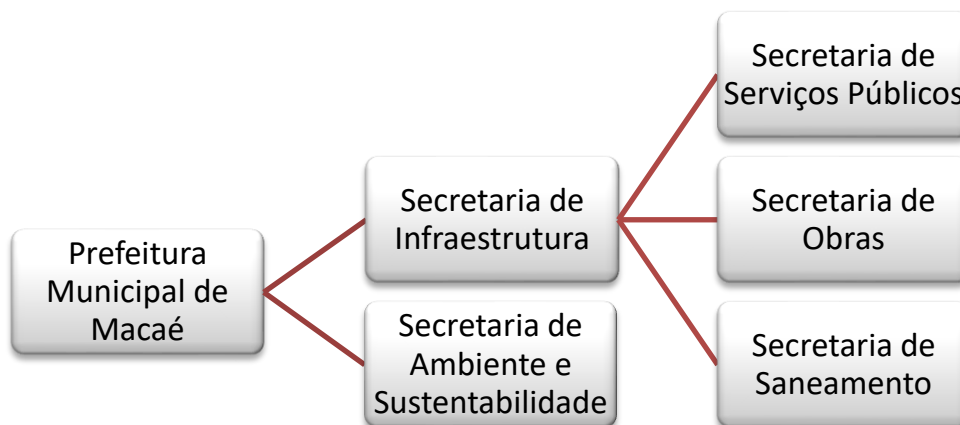 Prefeitura
Municipal de
Macaé
Secretaria de
Infraestrutura
Secretaria de
Ambiente e
Sustentabilidade
Secretaria de
Serviços Públicos
Secretaria de
Obras
Secretaria de
Saneamento